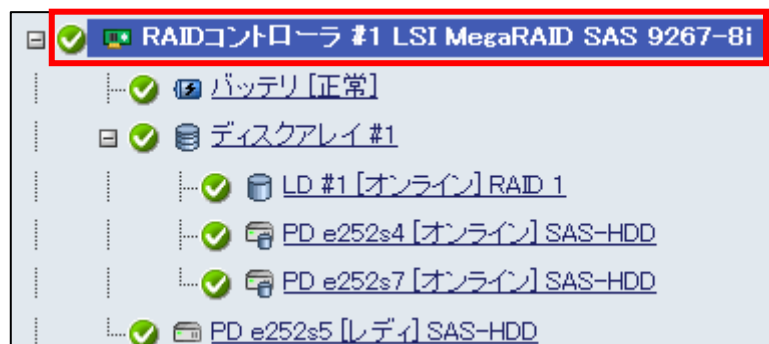 RAIDコントローラ #1 LSI MegaRAID SAS 9267-8i
バッテリ [正常]
ディスクアレイ #1
LD #1 [オンライン] RAID 1
PD e252s4 [オンライン] SAS-HDD
PD e252s7 [オンライン] SAS-HDD
PD e252s5 [レディ] SAS-HDD